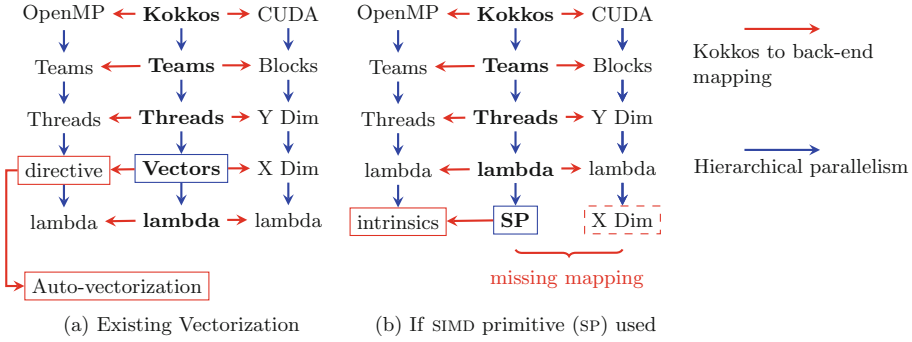 OpenMP Kokkos CUDA
Teams Teams Blocks
Threads Threads Y Dim
directive Vectors X Dim
lambda lambda lambda
Auto-vectorization
(a) Existing Vectorization
OpenMP Kokkos CUDA
Teams Teams Blocks
Threads Threads Y Dim
lambda lambda lambda
intrinsics SP X Dim
missing mapping
(b) If SIMD primitive (SP) used
Kokkos to back-end
mapping
Hierarchical parallelism